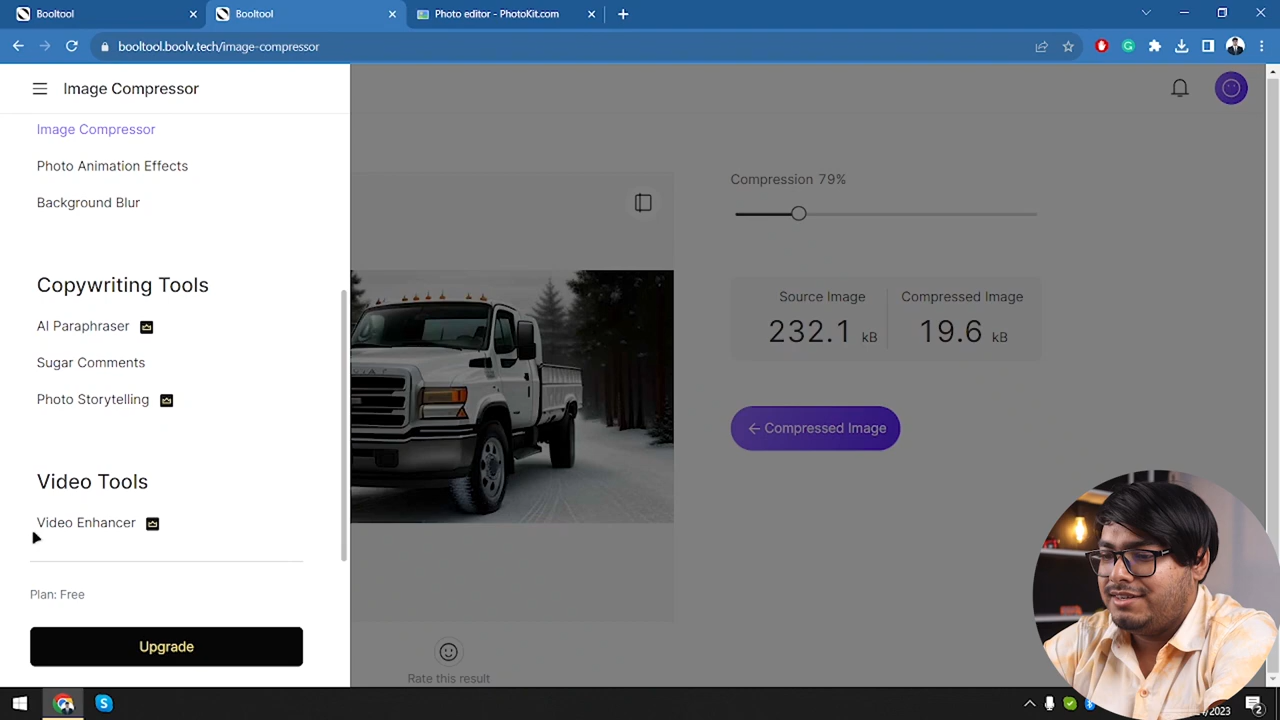 Booltool
Booltool
Photo editor - PhotoKit.com
booltool.boolv.tech/image-compressor
Image Compressor
Image Compressor
Photo Animation Effects
Background Blur
Copywriting Tools
AI Paraphraser
Sugar Comments
Photo Storytelling
Video Tools
Video Enhancer
Plan: Free
Upgrade
Compression 79%
Source Image
232.1 kB
Compressed Image
19.6 kB
← Compressed Image
Rate this result
/2023
2